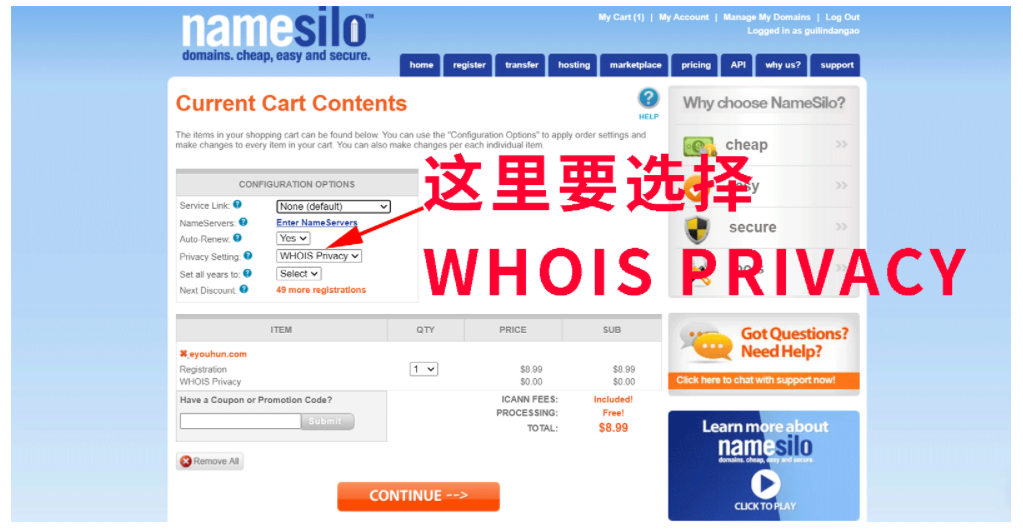 namesilo™
domains. cheap, easy and secure.
My Cart (1) | My Account | Manage My Domains | Log Out
Logged in as guilindangao
home register transfer hosting marketplace pricing API why us? support
Current Cart Contents
HELP
The items in your shopping cart can be found below. You can use the "Configuration Options" to apply order settings and
make changes to every item in your cart. You can also make changes per each individual item.
CONFIGURATION OPTIONS
Service Link: ? None (default)
NameServers: ? Enter NameServers
Auto-Renew: ? Yes
Privacy Setting: ? WHOIS Privacy
Set all years to: ? Select
Next Discount: ? 49 more registrations
这里要选择
WHOIS PRIVACY
ITEM QTY PRICE SUB
eyouhun.com
Registration 1 $8.99 $8.99
WHOIS Privacy $0.00 $0.00
Have a Coupon or Promotion Code?
Submit
ICANN FEES: Included!
PROCESSING: Free!
TOTAL: $8.99
Remove All
CONTINUE -->
Why choose NameSilo?
cheap >>
>>
secure >>
Got Questions?
Need Help?
Click here to chat with support now!
Learn more about
namesilo
domains. cheap, easy and secure.
CLICK TO PLAY